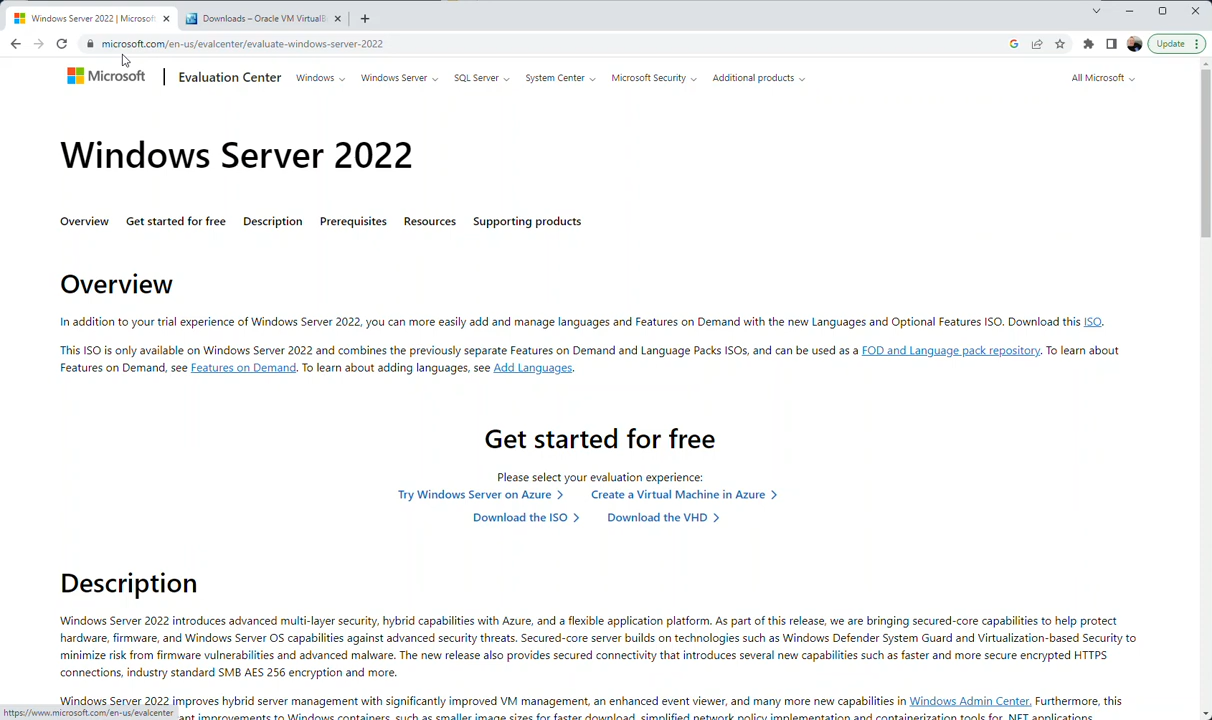 Windows Server 2022 | Microsof
Downloads – Oracle VM VirtualB
microsoft.com/en-us/evalcenter/evaluate-windows-server-2022
Update
Microsoft
Evaluation Center
Windows
Windows Server
SQL Server
System Center
Microsoft Security
Additional products
All Microsoft
Windows Server 2022
Overview
Get started for free
Description
Prerequisites
Resources
Supporting products
Overview
In addition to your trial experience of Windows Server 2022, you can more easily add and manage languages and Features on Demand with the new Languages and Optional Features ISO. Download this ISO.
This ISO is only available on Windows Server 2022 and combines the previously separate Features on Demand and Language Packs ISOs, and can be used as a FOD and Language pack repository. To learn about
Features on Demand, see Features on Demand. To learn about adding languages, see Add Languages.
Get started for free
Please select your evaluation experience:
Try Windows Server on Azure
Create a Virtual Machine in Azure
Download the ISO
Download the VHD
Description
Windows Server 2022 introduces advanced multi-layer security, hybrid capabilities with Azure, and a flexible application platform. As part of this release, we are bringing secured-core capabilities to help protect
hardware, firmware, and Windows Server OS capabilities against advanced security threats. Secured-core server builds on technologies such as Windows Defender System Guard and Virtualization-based Security to
minimize risk from firmware vulnerabilities and advanced malware. The new release also provides secured connectivity that introduces several new capabilities such as faster and more secure encrypted HTTPS
connections, industry standard SMB AES 256 encryption and more.
Windows Server 2022 improves hybrid server management with significantly improved VM management, an enhanced event viewer, and many more new capabilities in Windows Admin Center. Furthermore, this
https://www.microsoft.com/en-us/evalcenter
ant improvements to Windows containers, such as smaller image sizes for faster download, simplified network policy implementation and containerization tools for .NET applications.